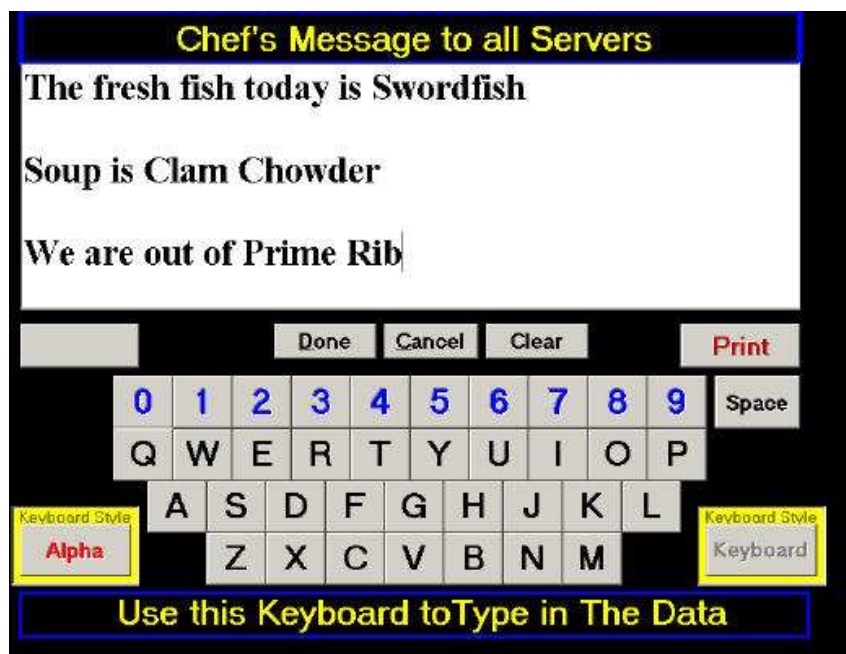 Chef's Message to all Servers
The fresh fish today is Swordfish
Soup is Clam Chowder
We are out of Prime Rib
Done Cancel Clear Print
0 1 2 3 4 5 6 7 8 9 Space
Q W E R T Y U I O P
A S D F G H J K L
Keyboard Style Keyboard Style
Alpha Z X C V B N M Keyboard
Use this Keyboard toType in The Data